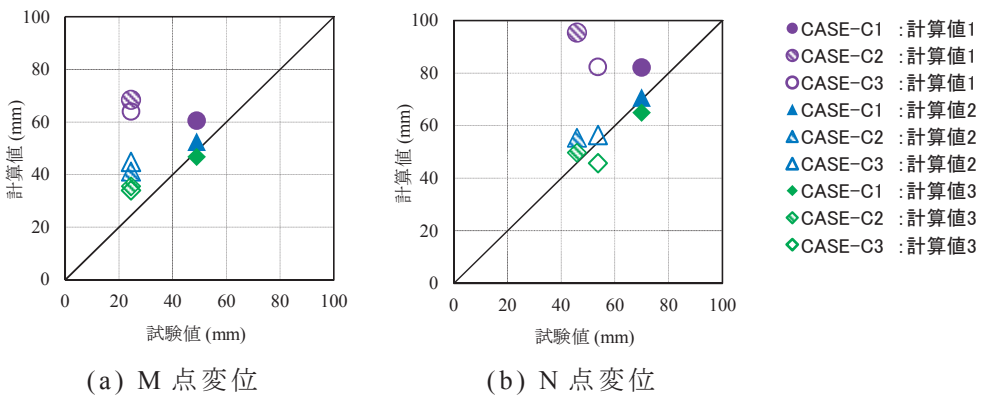 100
80
60
40
20
0
計算値 (mm)
0 20 40 60 80 100
試験値 (mm)
(a) M 点変位
100
80
60
40
20
0
計算値 (mm)
0 20 40 60 80 100
試験値 (mm)
(b) N 点変位
CASE-C1 :計算値1
CASE-C2 :計算値1
CASE-C3 :計算値1
CASE-C1 :計算値2
CASE-C2 :計算値2
CASE-C3 :計算値2
CASE-C1 :計算値3
CASE-C2 :計算値3
CASE-C3 :計算値3